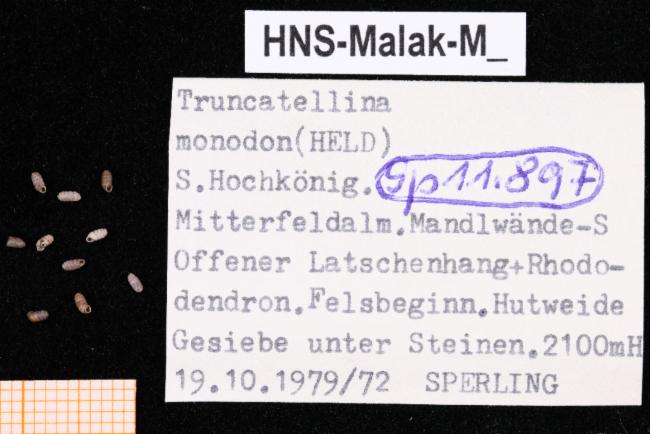 HNS-Malak-M_
Truncatellina
monodon(HELD)
S.Hochkönig. Sp11.897
Mitterfeldalm.Mandlwände-S
Offener Latschenhang+Rhodo-
dendron.Felsbeginn.Hutweide
Gesiebe unter Steinen.2100mH
19.10.1979/72 SPERLING